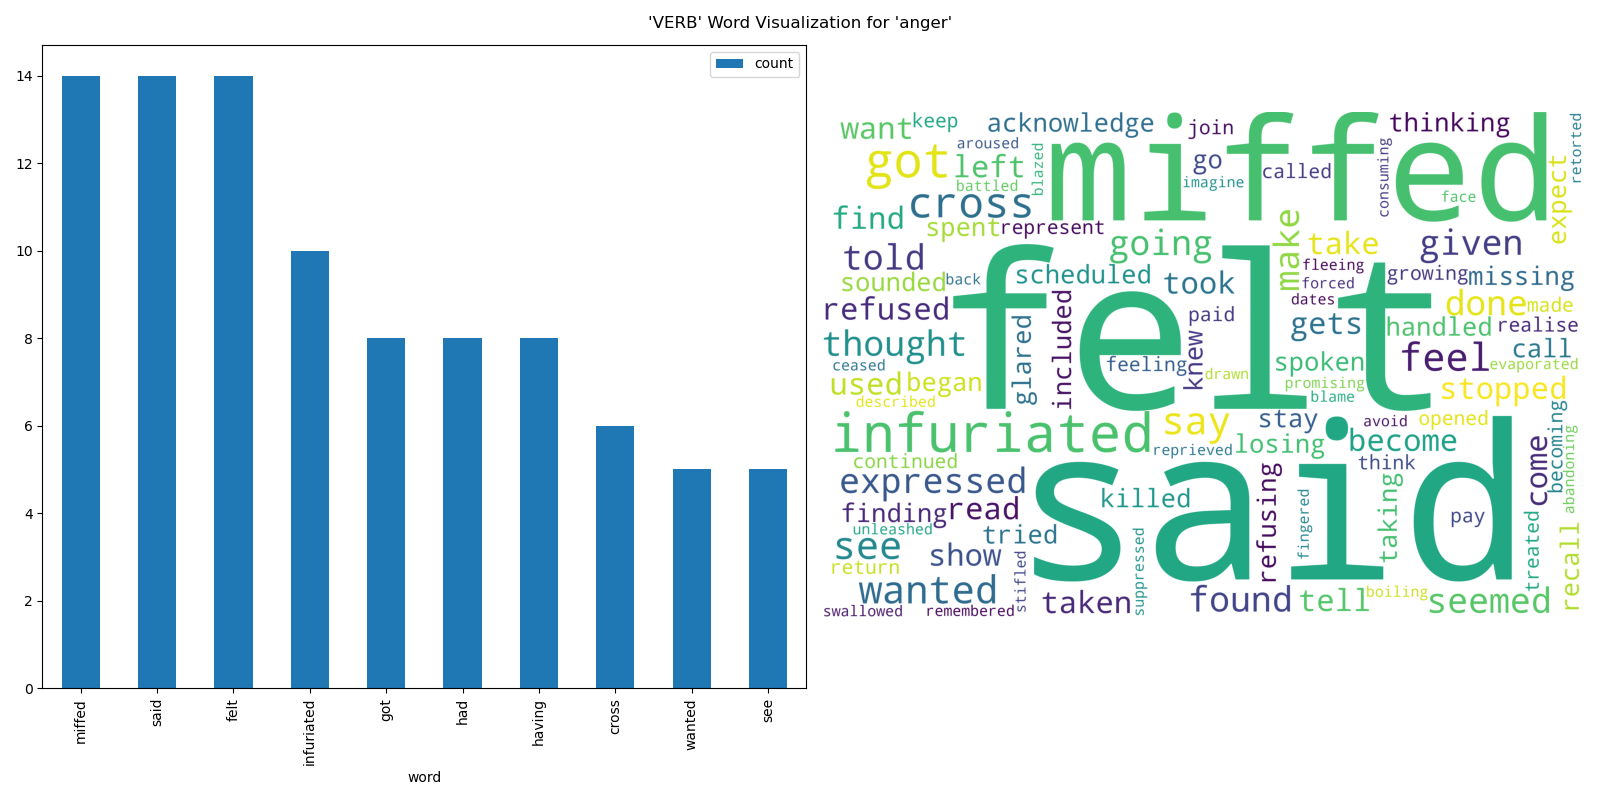 'VERB' Word Visualization for 'anger'
count
14
12
10
8
6
4
2
0
miffed
said
felt
infuriated
got
had
having
cross
wanted
see
word
want
keep
acknowledge
join
thinking
retorted
aroused
got
left
blazed
go
called
consuming
miffed
battled
imagine
face
expect
cross
find
spent
represent
make
going
take
given
told
fleeing
sounded
back
scheduled
took
forced
growing
missing
dates
refused
felt
paid
gets
done
made
handled
realise
thought
glared
included
knew
feel
call
ceased
feeling
spoken
evaporated
used
began
drawn
promising
stopped
described
blame
infuriated
say
stay
avoid
opened
become
becoming
reprieved
losing
continued
think
come
abandoning
expressed
said
killed
refusing
taking
finding
read
fingered
pay
unleashed
tried
see
show
suppressed
treated
recall
return
stifled
wanted
boiling
swallowed
remembered
taken
found
tell
seemed